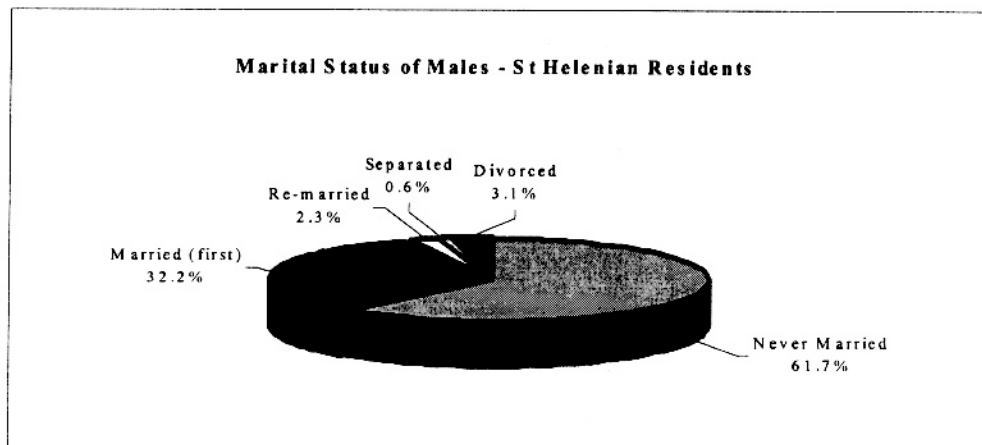 Marital Status of Males - St Helenian Residents
Separated
0.6%
Divorced
3.1%
Re-married
2.3%
Married (first)
32.2%
Never Married
61.7%